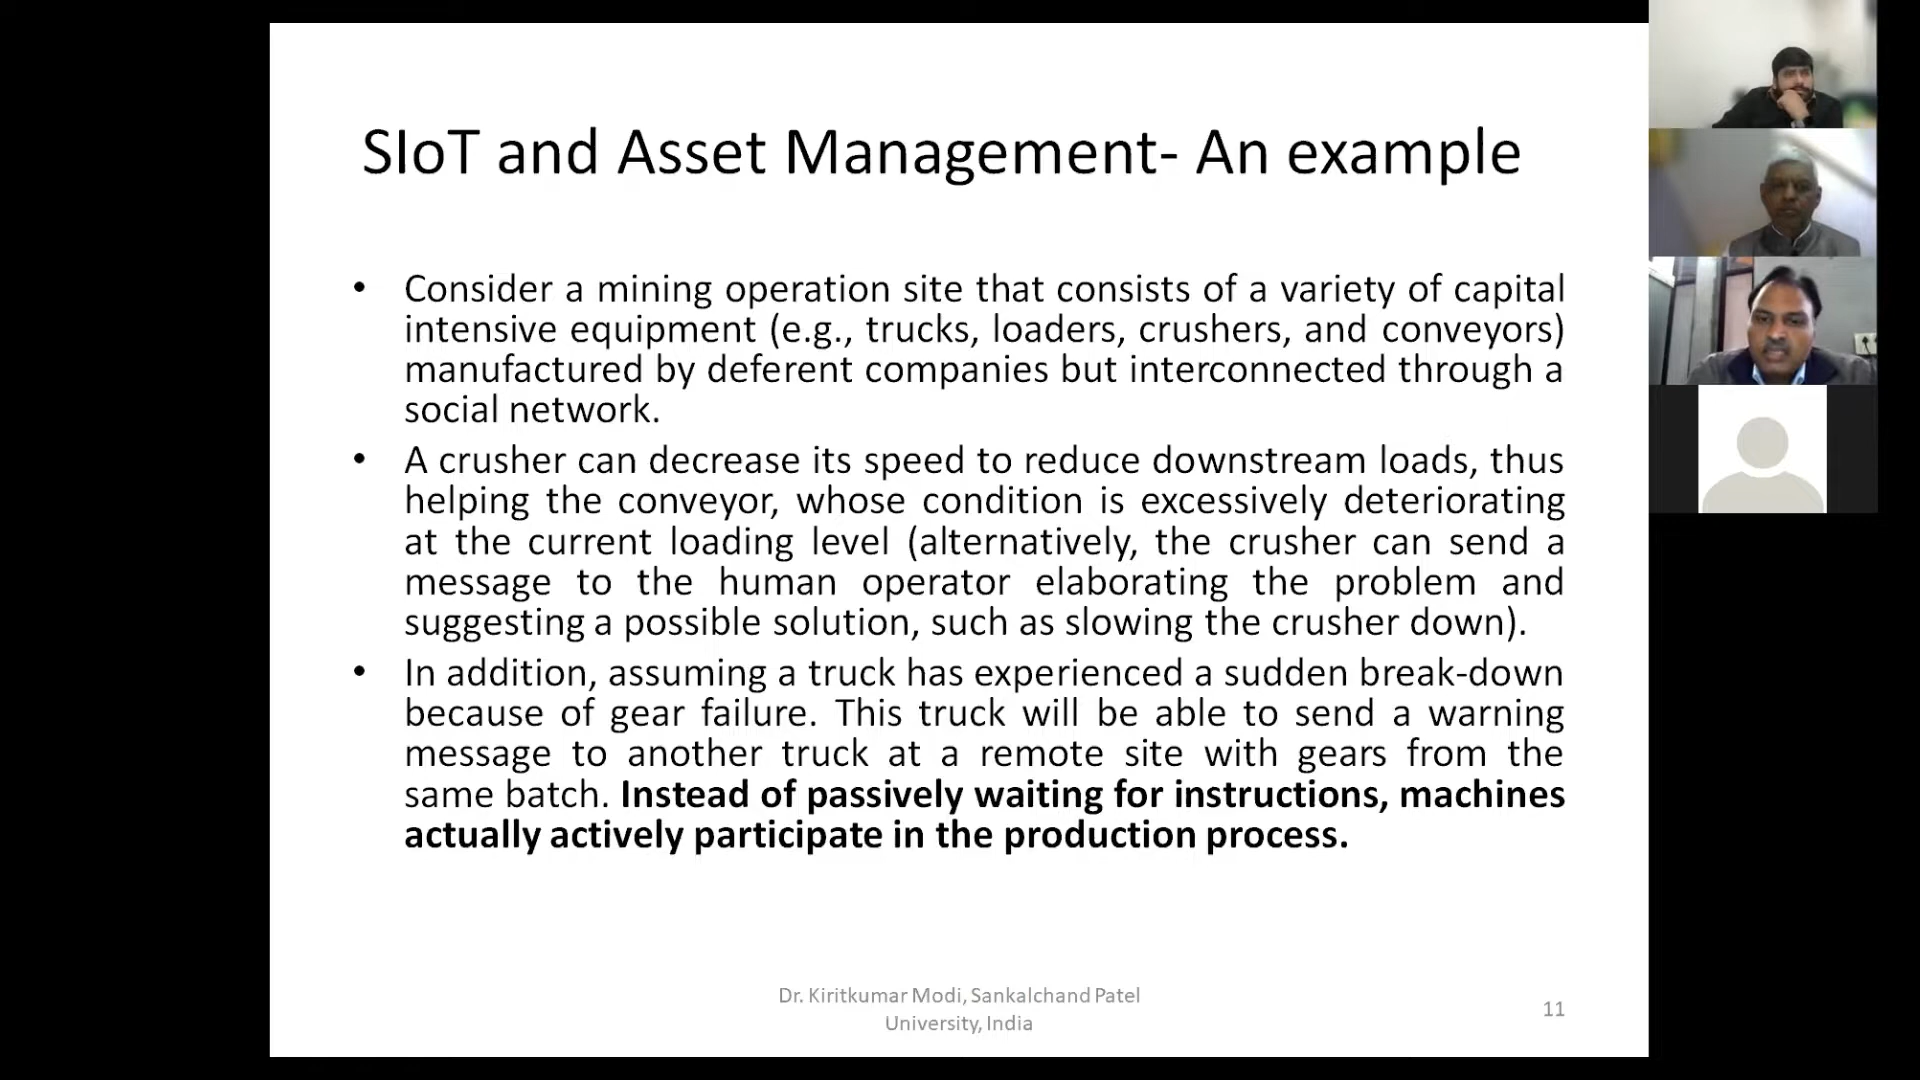 SIoT and Asset Management- An example
• Consider a mining operation site that consists of a variety of capital
intensive equipment (e.g., trucks, loaders, crushers, and conveyors)
manufactured by deferent companies but interconnected through a
social network.
• A crusher can decrease its speed to reduce downstream loads, thus
helping the conveyor, whose condition is excessively deteriorating
at the current loading level (alternatively, the crusher can send a
message to the human operator elaborating the problem and
suggesting a possible solution, such as slowing the crusher down).
• In addition, assuming a truck has experienced a sudden break-down
because of gear failure. This truck will be able to send a warning
message to another truck at a remote site with gears from the
same batch. Instead of passively waiting for instructions, machines
actually actively participate in the production process.
Dr. Kiritkumar Modi, Sankalchand Patel
University, India
11